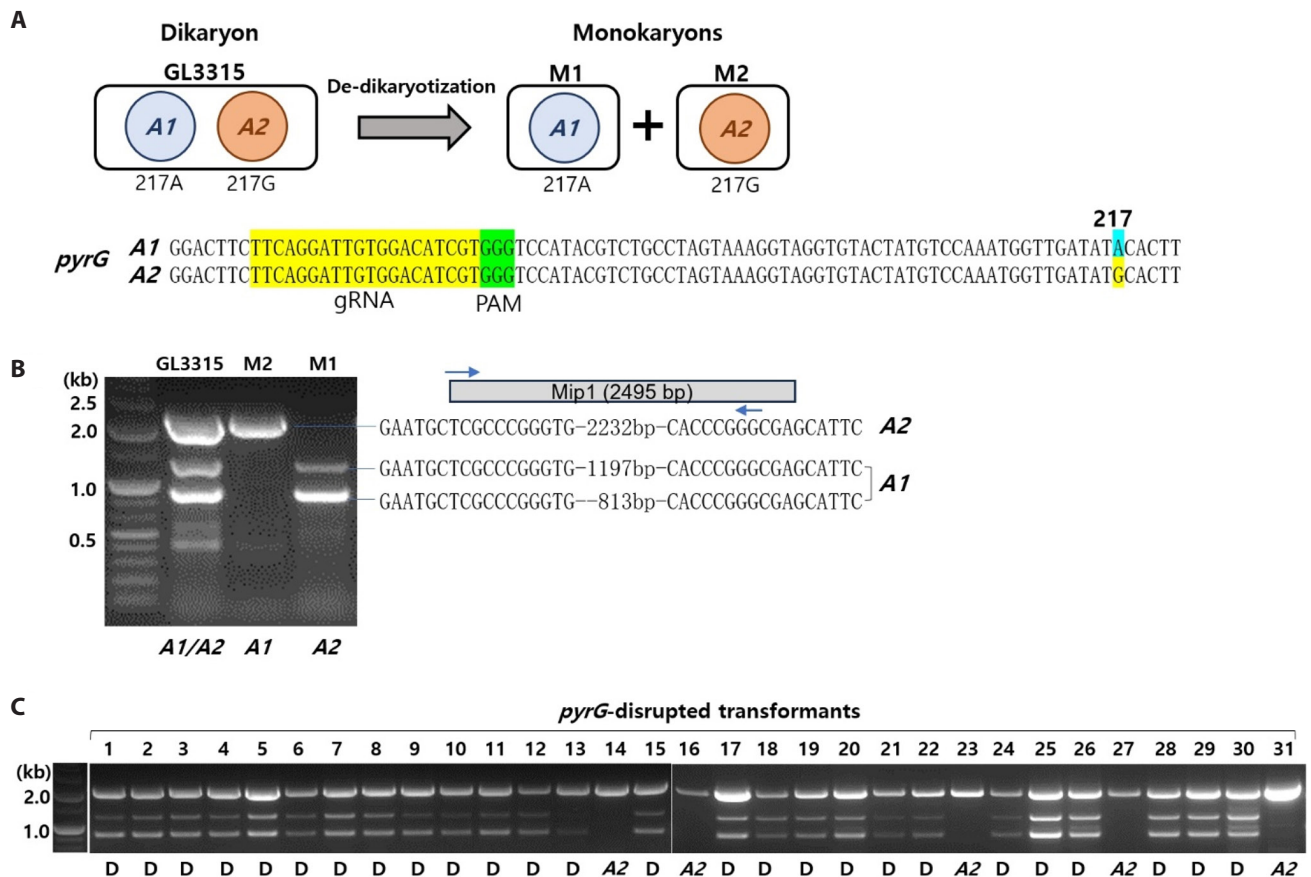 A
Dikaryon
Monokaryons
GL3315
De-dikaryotization
M1
M2
A1 A2
A1 + A2
217A 217G
217A
217G
217
pyrG
A1 GGACTTCTTCAGGATTGTGGACATCGTGGGTCCATACGTCTGCCTAGTAAAGGTAGGTGTACTATGTCCAAATGGTTGATATACACTT
A2 GGACTTCTTCAGGATTGTGGACATCGTGGGTCCATACGTCTGCCTAGTAAAGGTAGGTGTACTATGTCCAAATGGTTGATATGCACTT
gRNA PAM
B
GL3315 M2 M1
(kb)
2.5
2.0
1.0
0.5
A1/A2 A1 A2
Mip1 (2495 bp)
GAATGCTCGCCCGGGTG-2232bp-CACCCGGGCGAGCATTC A2
GAATGCTCGCCCGGGTG-1197bp-CACCCGGGCGAGCATTC
A1
GAATGCTCGCCCGGGTG--813bp-CACCCGGGCGAGCATTC
C
pyrG-disrupted transformants
1 2 3 4 5 6 7 8 9 10 11 12 13 14 15 16 17 18 19 20 21 22 23 24 25 26 27 28 29 30 31
(kb)
2.0
1.0
D D D D D D D D D D D D D A2 D A2 D D D D D D A2 D D D A2 D D D A2